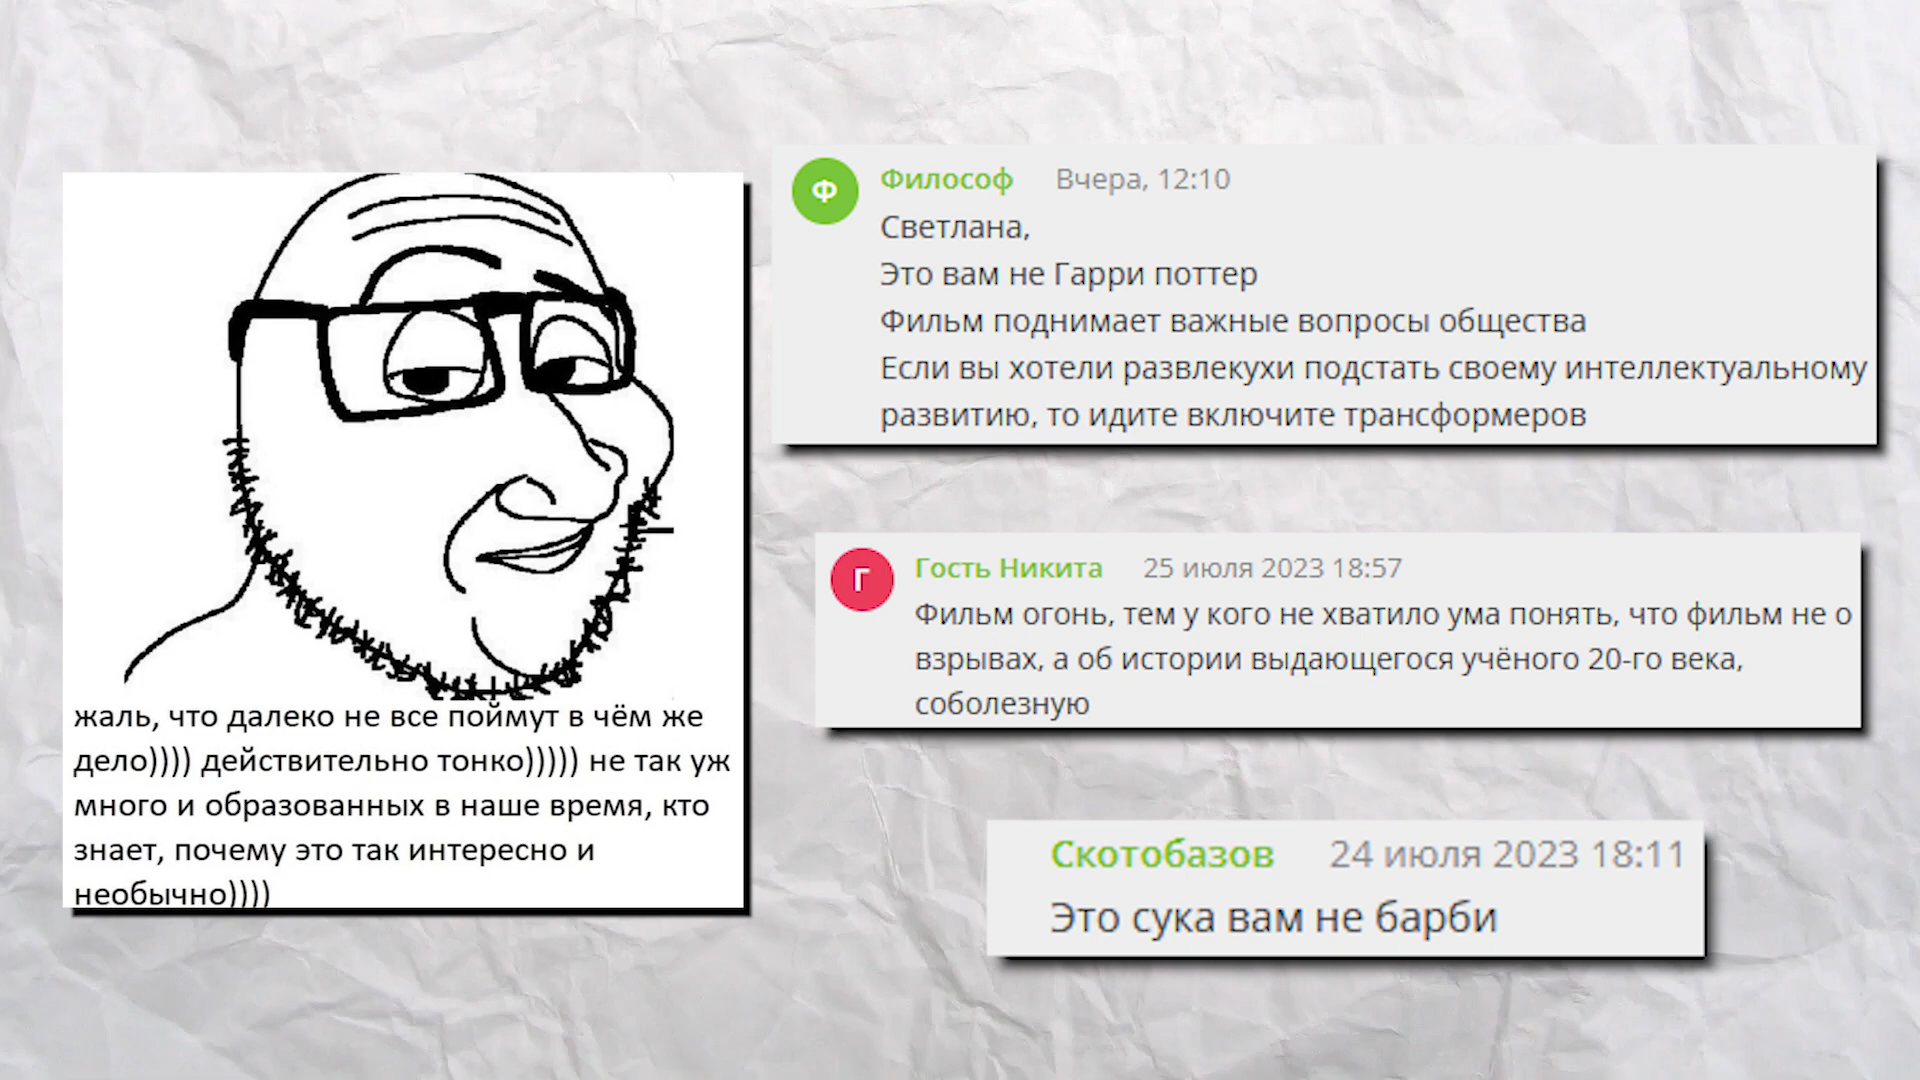 жаль, что далеко не все поймут в чём же
дело)))) действительно тонко))))) не так уж
много и образованных в наше время, кто
знает, почему это так интересно и
необычно))))
Ф
Философ Вчера, 12:10
Светлана,
Это вам не Гарри поттер
Фильм поднимает важные вопросы общества
Если вы хотели развлекухи подстать своему интеллектуальному
развитию, то идите включите трансформеров
Г
Гость Никита 25 июля 2023 18:57
Фильм огонь, тем у кого не хватило ума понять, что фильм не о
взрывах, а об истории выдающегося учёного 20-го века,
соболезную
Скотобазов 24 июля 2023 18:11
Это сука вам не барби